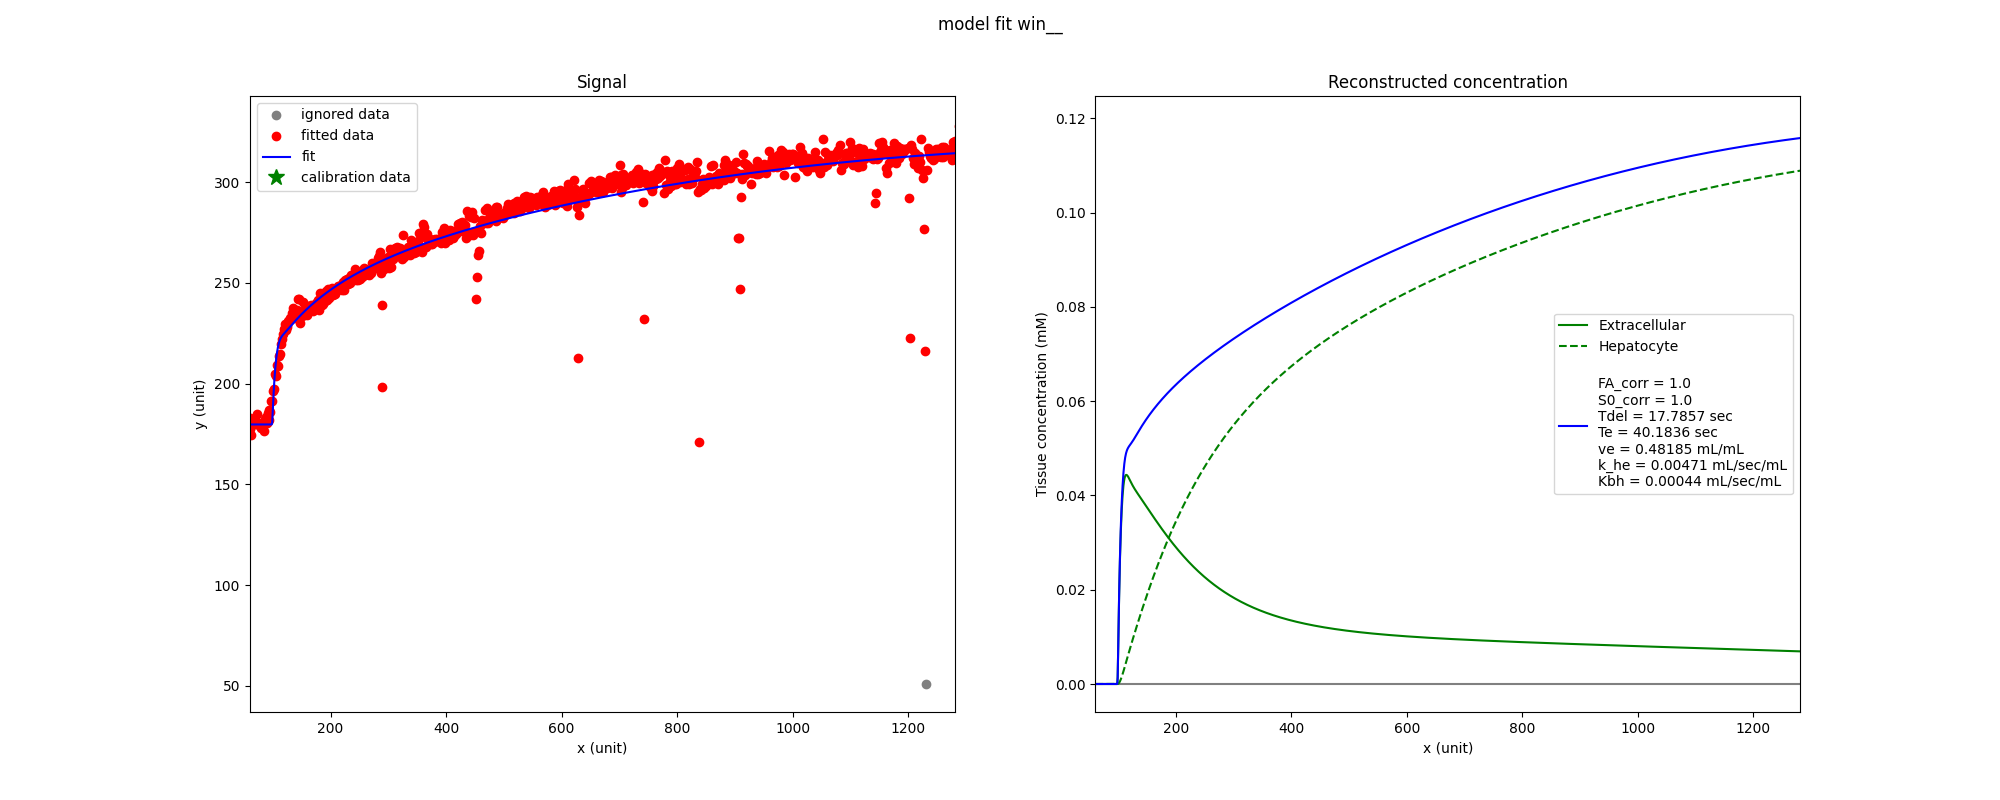 model fit win__
Signal
ignored data
fitted data
fit
calibration data
300
250
200
150
100
50
y (unit)
200 400 600 800 1000 1200
x (unit)
Reconstructed concentration
0.12
0.10
0.08
0.06
0.04
0.02
0.00
Tissue concentration (mM)
Extracellular
Hepatocyte
FA_corr = 1.0
S0_corr = 1.0
Tdel = 17.7857 sec
Te = 40.1836 sec
ve = 0.48185 mL/mL
k_he = 0.00471 mL/sec/mL
Kbh = 0.00044 mL/sec/mL
200 400 600 800 1000 1200
x (unit)